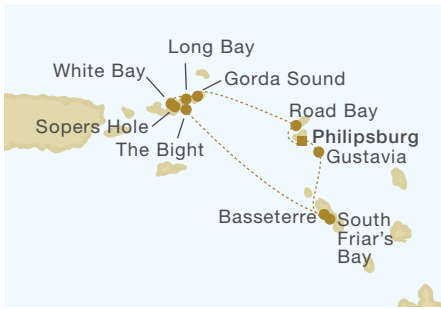 Long Bay
White Bay
Gorda Sound
Road Bay
Sopers Hole
Philipsburg
The Bight
Gustavia
Basseterre
South
Friar's
Bay